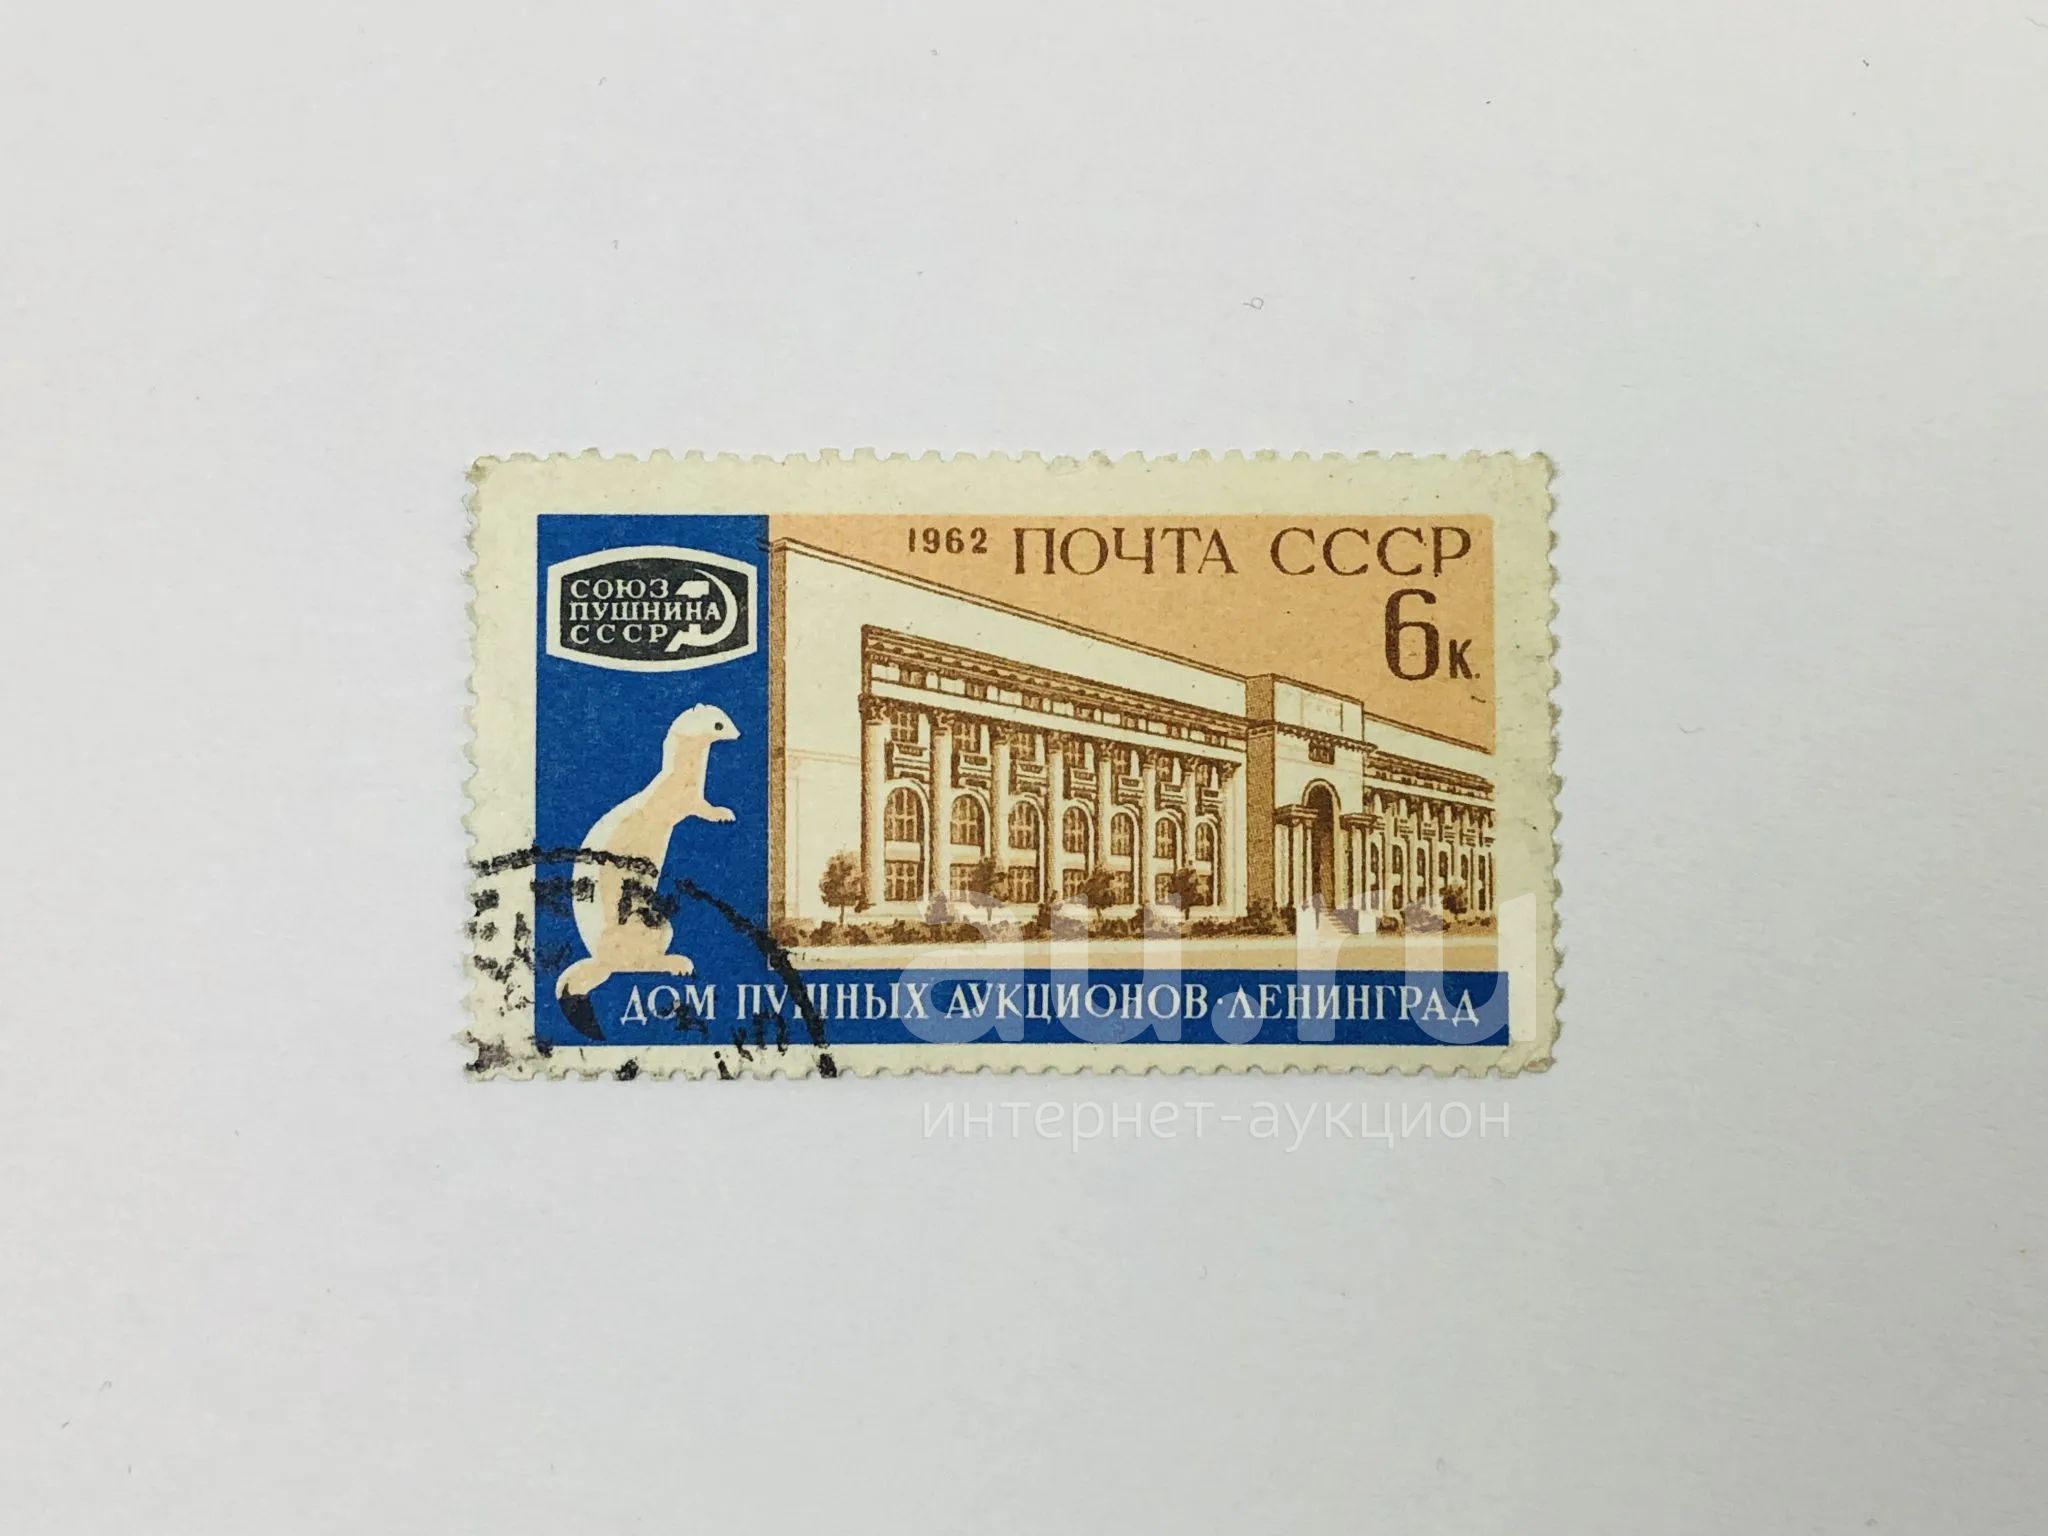 1962 ПОЧТА СССР
6к.
СОЮЗ
ПУШНИНА
СССР
ДОМ ПУШНЫХ АУКЦИОНОВ·ЛЕНИНГРАД
au.ru
интернет-аукцион